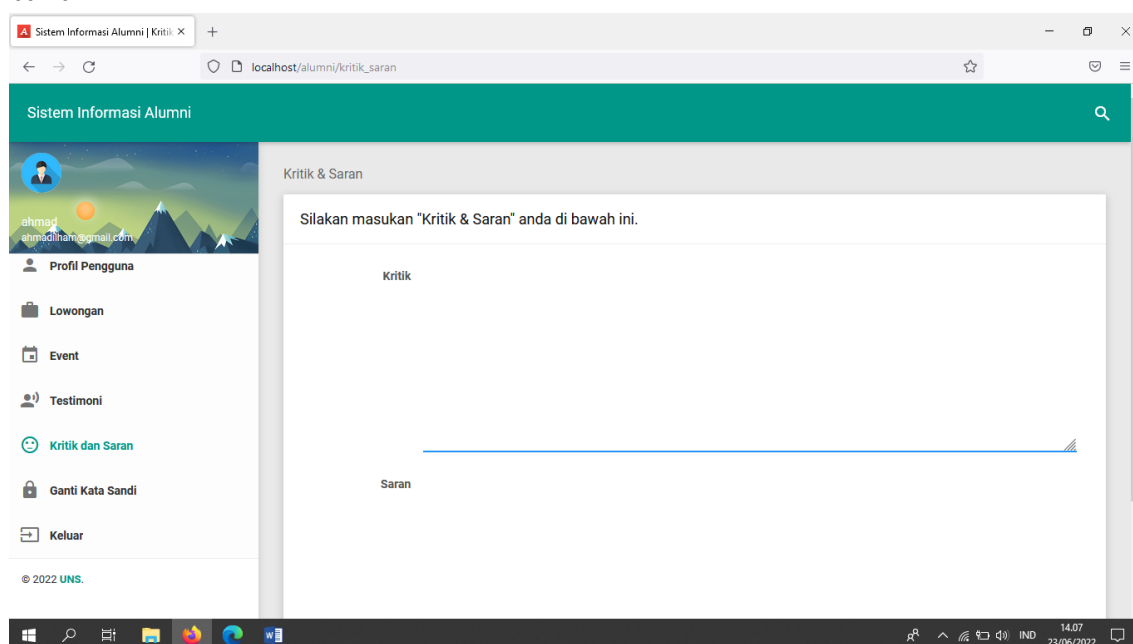 Sistem Informasi Alumni | Kritik
localhost/alumni/kritik_saran
Sistem Informasi Alumni
ahmad
ahmadilham@gmail.com
Profil Pengguna
Lowongan
Event
Testimoni
Kritik dan Saran
Ganti Kata Sandi
Keluar
© 2022 UNS.
Kritik & Saran
Silakan masukan "Kritik & Saran" anda di bawah ini.
Kritik
Saran
IND
14.07
23/06/2022